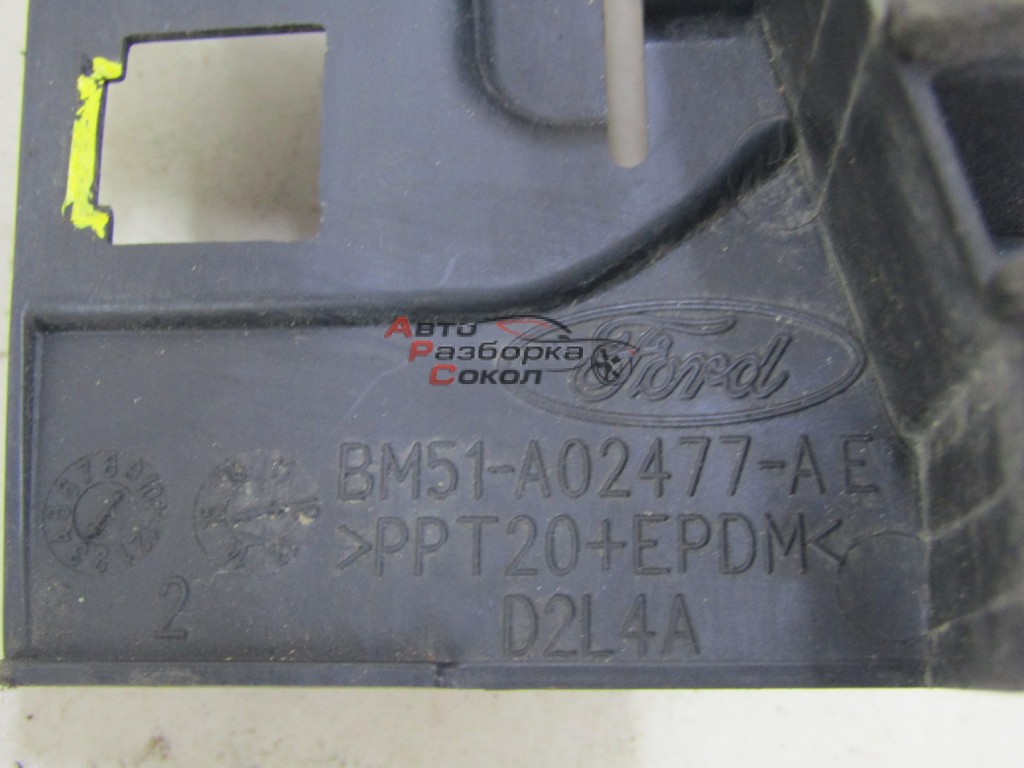 Авто
Разборка
Сокол
Ford
BM51-A02477-AE
>PPT20+EPDM<
2
D2L4A